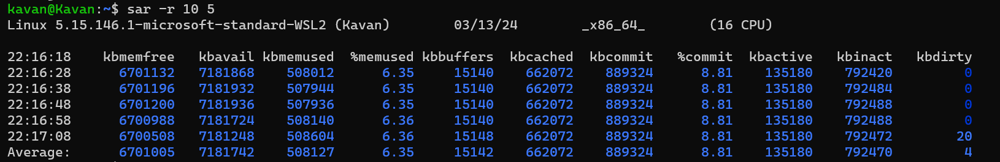 kavan@Kavan:~$ sar -r 10 5
Linux 5.15.146.1-microsoft-standard-WSL2 (Kavan) 03/13/24 _x86_64_ (16 CPU)
22:16:18 kbmemfree kbavail kbmemused %memused kbbuffers kbcached kbcommit %commit kbactive kbinact kbdirty
22:16:28 6701132 7181868 508012 6.35 15140 662072 889324 8.81 135180 792420 0
22:16:38 6701196 7181932 507944 6.35 15140 662072 889324 8.81 135180 792484 0
22:16:48 6701200 7181936 507936 6.35 15140 662072 889324 8.81 135180 792488 0
22:16:58 6700988 7181724 508140 6.36 15140 662072 889324 8.81 135180 792488 0
22:17:08 6700508 7181248 508604 6.36 15148 662072 889324 8.81 135180 792472 20
Average: 6701005 7181742 508127 6.35 15142 662072 889324 8.81 135180 792470 4